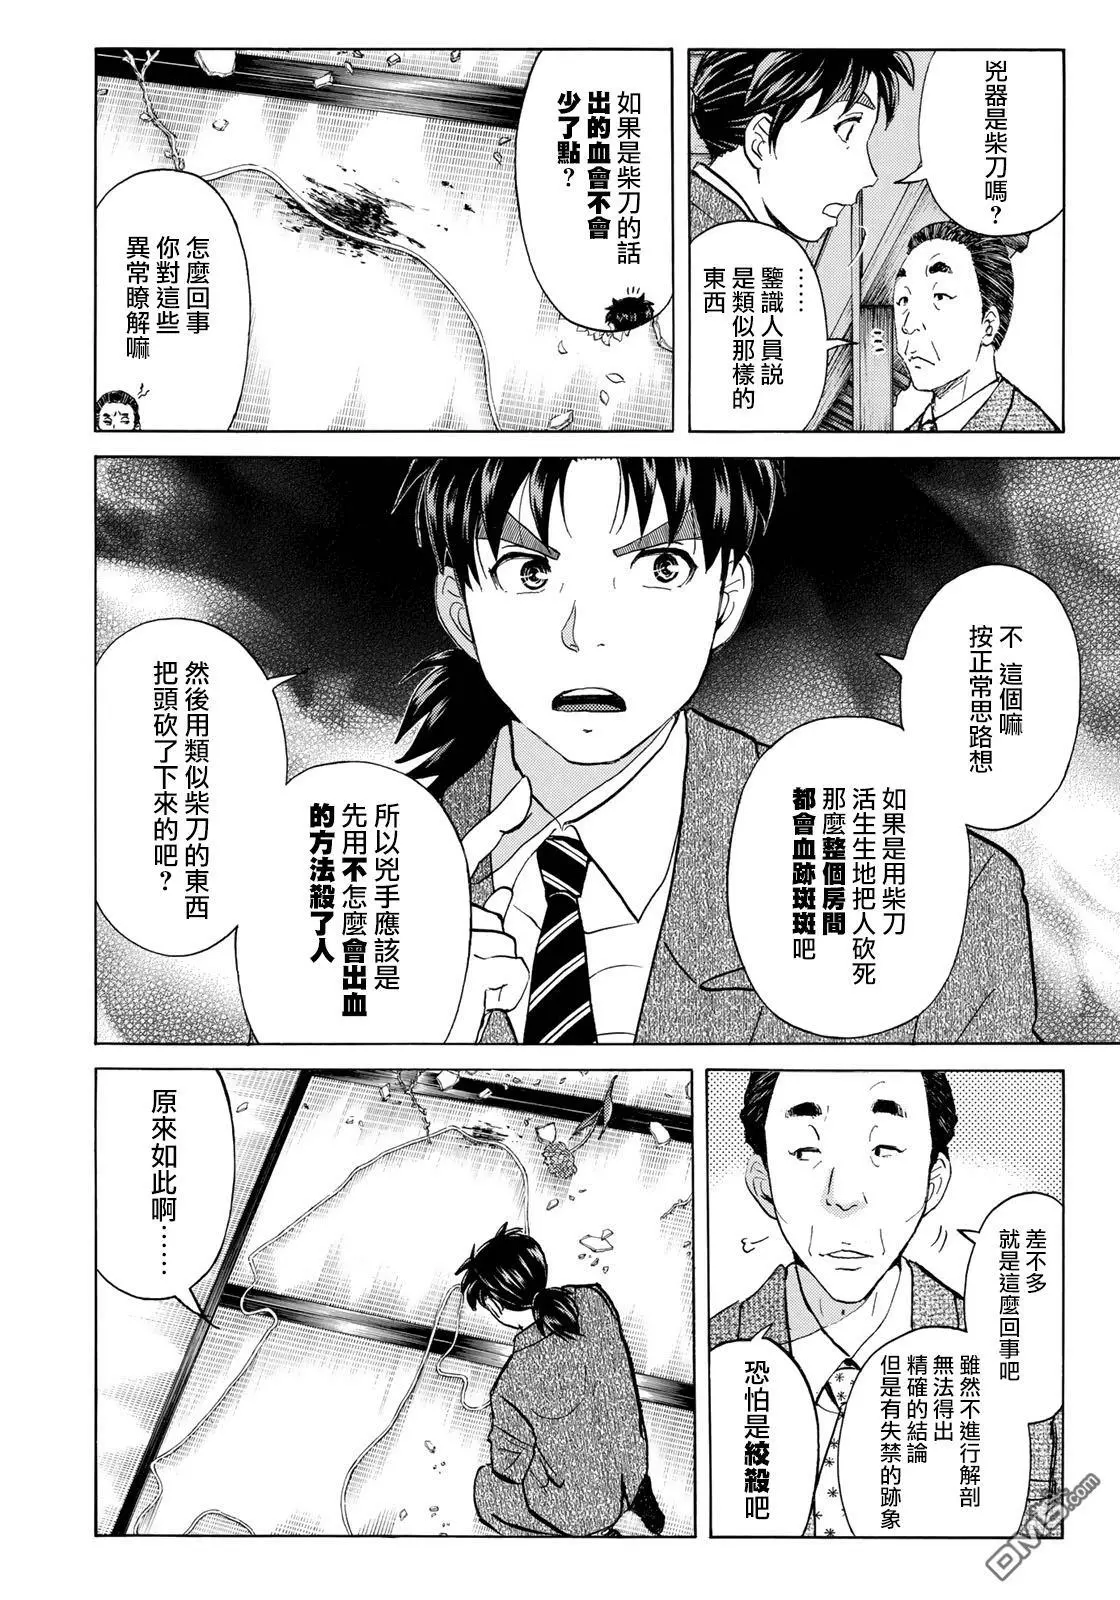 兇器是柴刀嗎？
……
鑒識人員説
是類似那樣的
東西
如果是柴刀的話
出的血會不會
少了點？
怎麼回事
你對這些
異常瞭解嘛
不 這個嘛
按正常思路想
如果是用柴刀
活生生地把人砍死
那麼整個房間
都會血跡斑斑吧
所以兇手應該是
先用不怎麼會出血
的方法殺了人
然後用類似柴刀的東西
把頭砍了下來的吧？
差不多
就是這麼回事吧
雖然不進行解剖
無法得出
精確的結論
但是有失禁的跡象
恐怕是絞殺吧
原來如此啊……
DM5.com